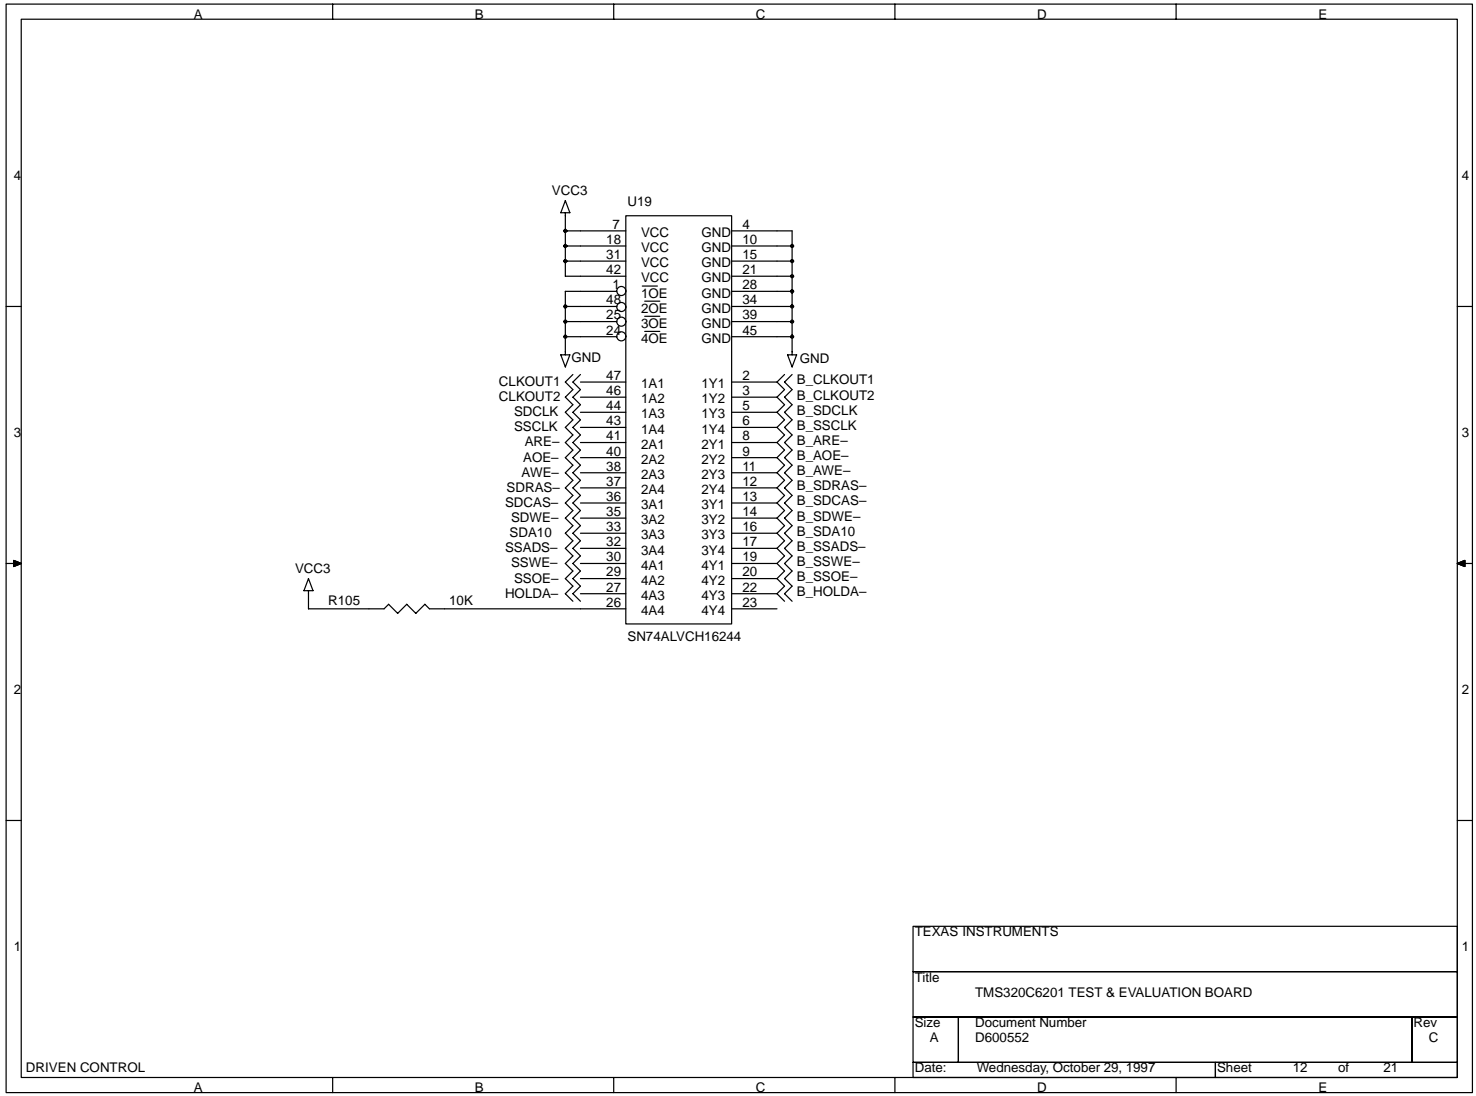 A B C D E
4 4
VCC3
U19
7 VCC GND 4
18 VCC GND 10
31 VCC GND 15
42 VCC GND 21
1 1OE GND 28
48 2OE GND 34
25 3OE GND 39
24 4OE GND 45
GND GND
CLKOUT1 47 1A1 1Y1 2 B_CLKOUT1
CLKOUT2 46 1A2 1Y2 3 B_CLKOUT2
SDCLK 44 1A3 1Y3 5 B_SDCLK
SSCLK 43 1A4 1Y4 6 B_SSCLK
3 3
ARE– 41 2A1 2Y1 8 B_ARE–
AOE– 40 2A2 2Y2 9 B_AOE–
AWE– 38 2A3 2Y3 11 B_AWE–
SDRAS– 37 2A4 2Y4 12 B_SDRAS–
SDCAS– 36 3A1 3Y1 13 B_SDCAS–
SDWE– 35 3A2 3Y2 14 B_SDWE–
SDA10 33 3A3 3Y3 16 B_SDA10
SSADS– 32 3A4 3Y4 17 B_SSADS–
SSWE– 30 4A1 4Y1 19 B_SSWE–
SSOE– 29 4A2 4Y2 20 B_SSOE–
HOLDA– 27 4A3 4Y3 22 B_HOLDA–
VCC3
R105 10K 26 4A4 4Y4 23
SN74ALVCH16244
2 2
1 1
TEXAS INSTRUMENTS
Title
TMS320C6201 TEST & EVALUATION BOARD
Size Document Number Rev
A D600552 C
Date: Wednesday, October 29, 1997 Sheet 12 of 21
DRIVEN CONTROL
A B C D E